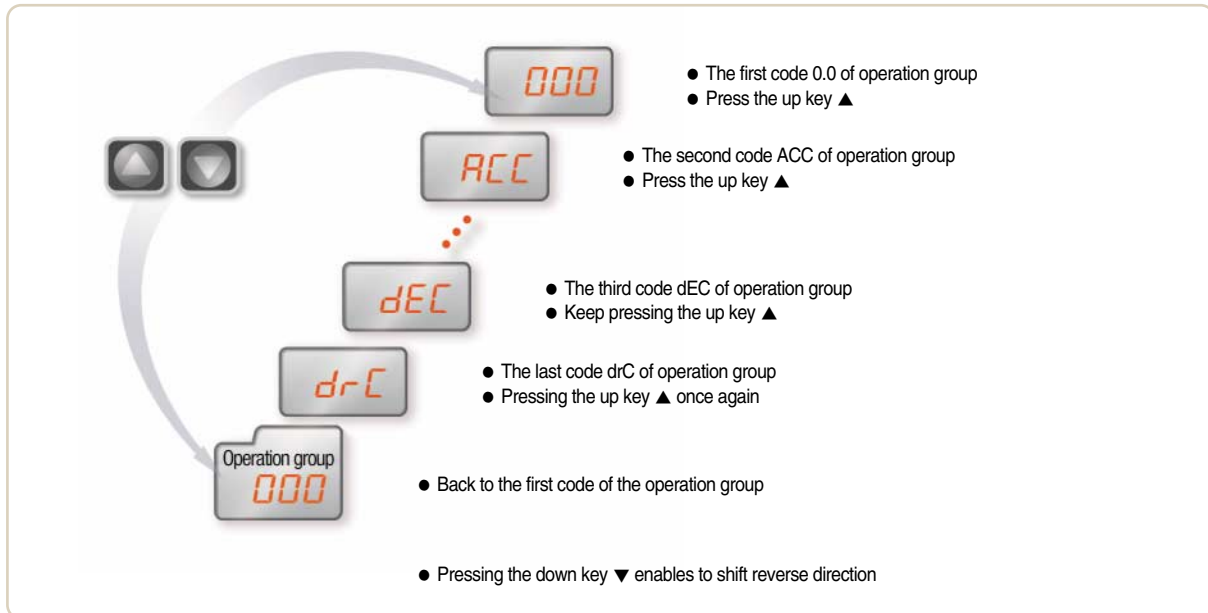 000
● The first code 0.0 of operation group
● Press the up key ▲
ACC
● The second code ACC of operation group
● Press the up key ▲
dEC
● The third code dEC of operation group
● Keep pressing the up key ▲
drC
● The last code drC of operation group
● Pressing the up key ▲ once again
Operation group
000
● Back to the first code of the operation group
● Pressing the down key ▼ enables to shift reverse direction